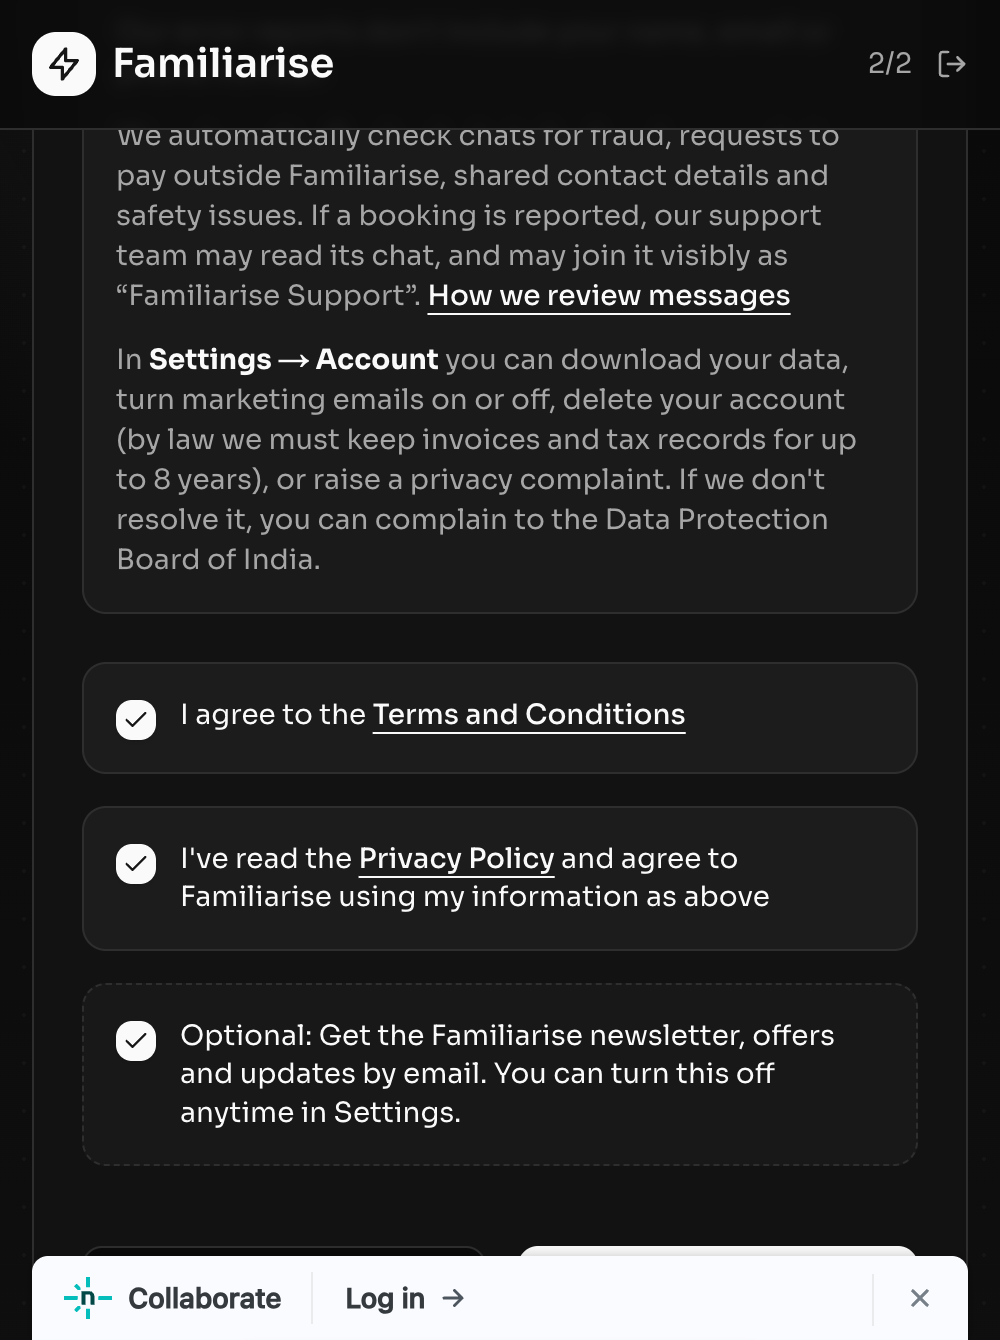 Familiarise
2/2
We automatically check chats for fraud, requests to
pay outside Familiarise, shared contact details and
safety issues. If a booking is reported, our support
team may read its chat, and may join it visibly as
“Familiarise Support”. How we review messages
In Settings → Account you can download your data,
turn marketing emails on or off, delete your account
(by law we must keep invoices and tax records for up
to 8 years), or raise a privacy complaint. If we don't
resolve it, you can complain to the Data Protection
Board of India.
I agree to the Terms and Conditions
I've read the Privacy Policy and agree to
Familiarise using my information as above
Optional: Get the Familiarise newsletter, offers
and updates by email. You can turn this off
anytime in Settings.
n Collaborate
Log in →